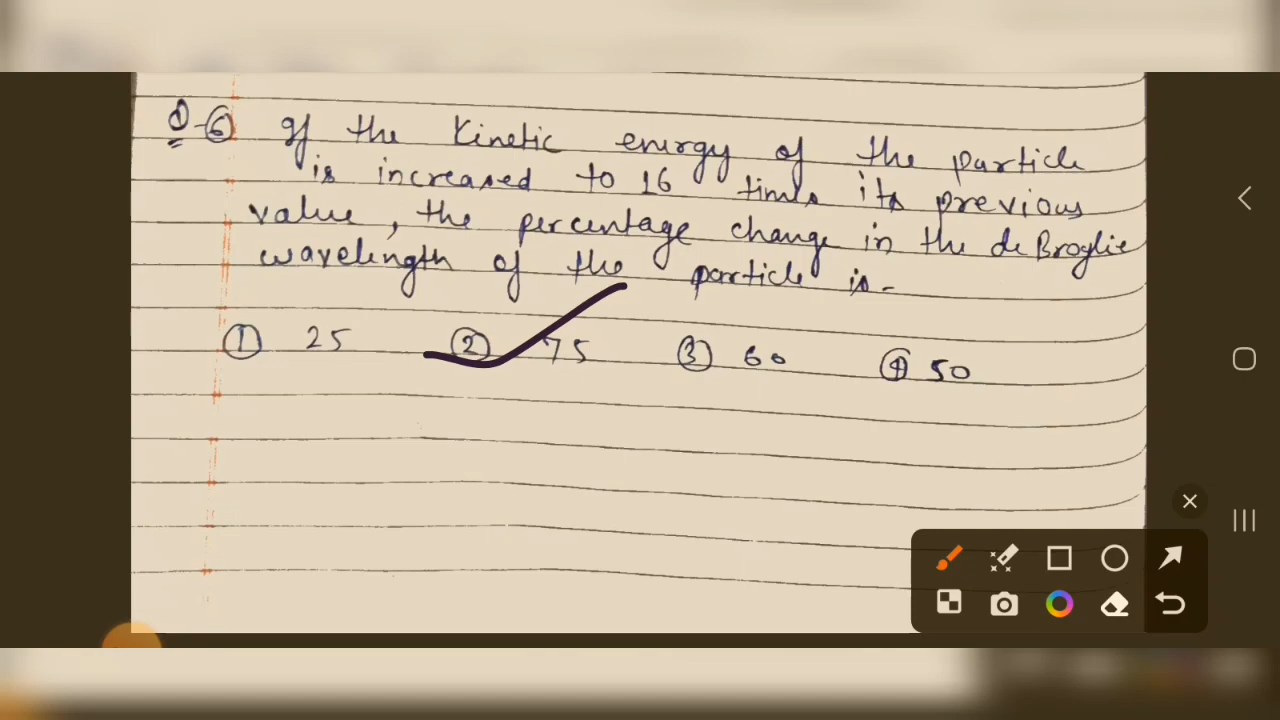 Q-⑥ If the kinetic energy of the particle
is increased to 16 times its previous
value, the percentage change in the de Broglie
wavelength of the particle is -
① 25 ② 75 ③ 60 ④ 50